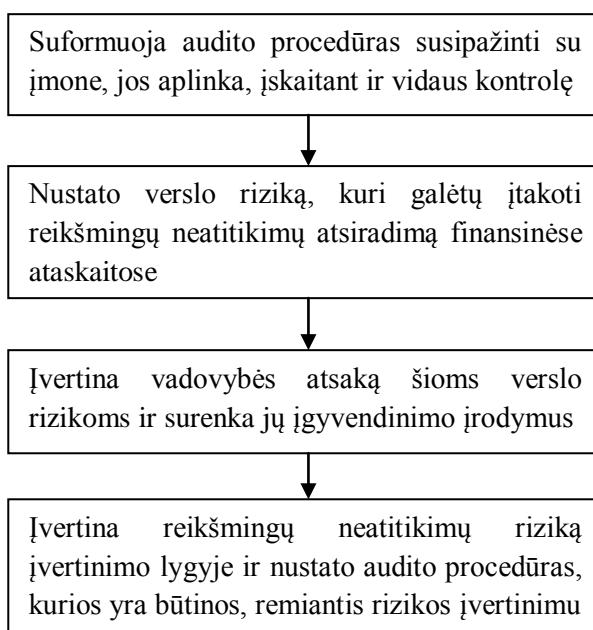 Suformuoja audito procedūras susipažinti su
įmone, jos aplinka, įskaitant ir vidaus kontrolę
Nustato verslo riziką, kuri galėtų įtakoti
reikšmingų neatitikimų atsiradimą finansinėse
ataskaitose
Įvertina vadovybės atsaką šioms verslo
rizikoms ir surenka jų įgyvendinimo įrodymus
Įvertina reikšmingų neatitikimų riziką
įvertinimo lygyje ir nustato audito procedūras,
kurios yra būtinos, remiantis rizikos įvertinimu